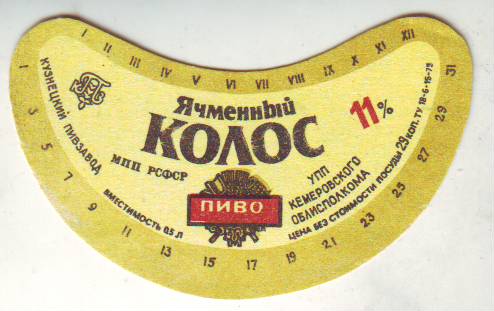 I II III IV V VI VII VIII IX X XI XII
КУЗНЕЦКИЙ ПИВЗАВОД
МПП РСФСР
Ячменный
КОЛОС
11%
ПИВО
ВМЕСТИМОСТЬ 0,5 Л
УПП
КЕМЕРОВСКОГО
ОБЛИСПОЛКОМА
ЦЕНА БЕЗ СТОИМОСТИ ПОСУДЫ 29 КОП. ТУ 18-6-15-79
1 3 5 7 9 11 13 15 17 19 21 23 25 27 29 31